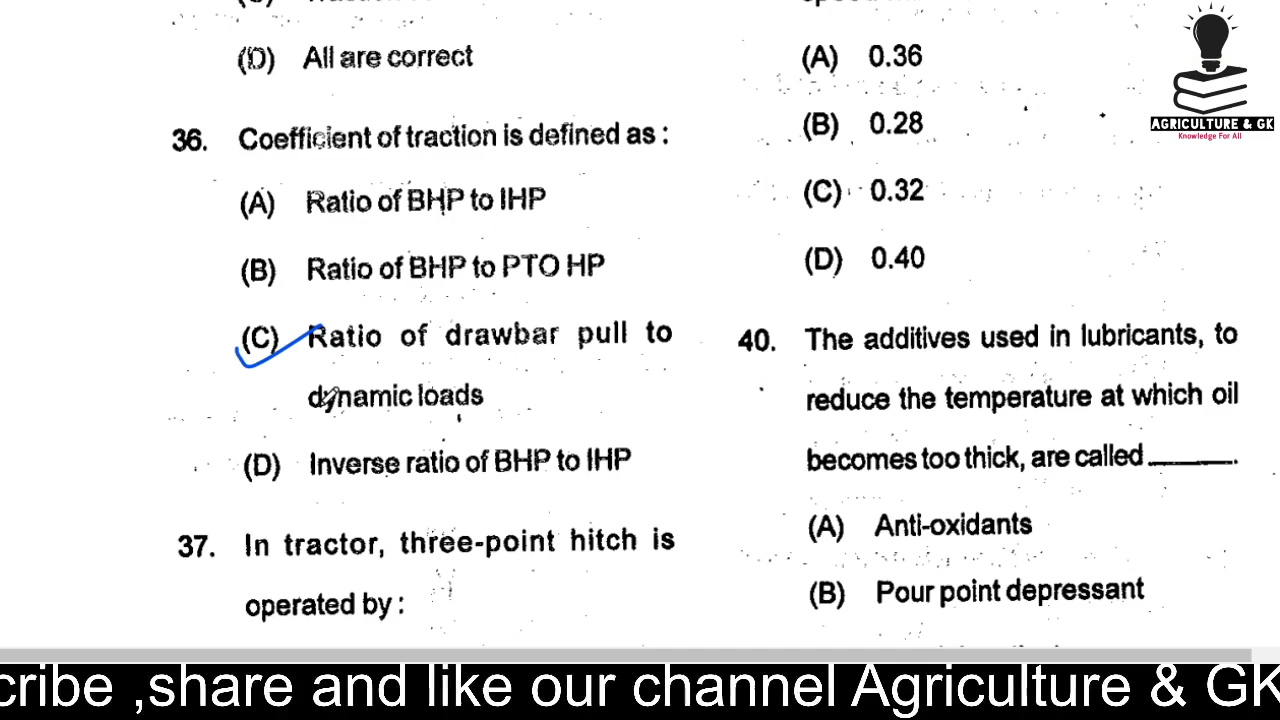 (D) All are correct
36. Coefficient of traction is defined as :
(A) Ratio of BHP to IHP
(B) Ratio of BHP to PTO HP
(C) Ratio of drawbar pull to
dynamic loads
(D) Inverse ratio of BHP to IHP
37. In tractor, three-point hitch is
operated by :
(A) 0.36
(B) 0.28
(C) 0.32
(D) 0.40
40. The additives used in lubricants, to
reduce the temperature at which oil
becomes too thick, are called ______.
(A) Anti-oxidants
(B) Pour point depressant
AGRICULTURE & GK
Knowledge For All
cribe ,share and like our channel Agriculture & GK